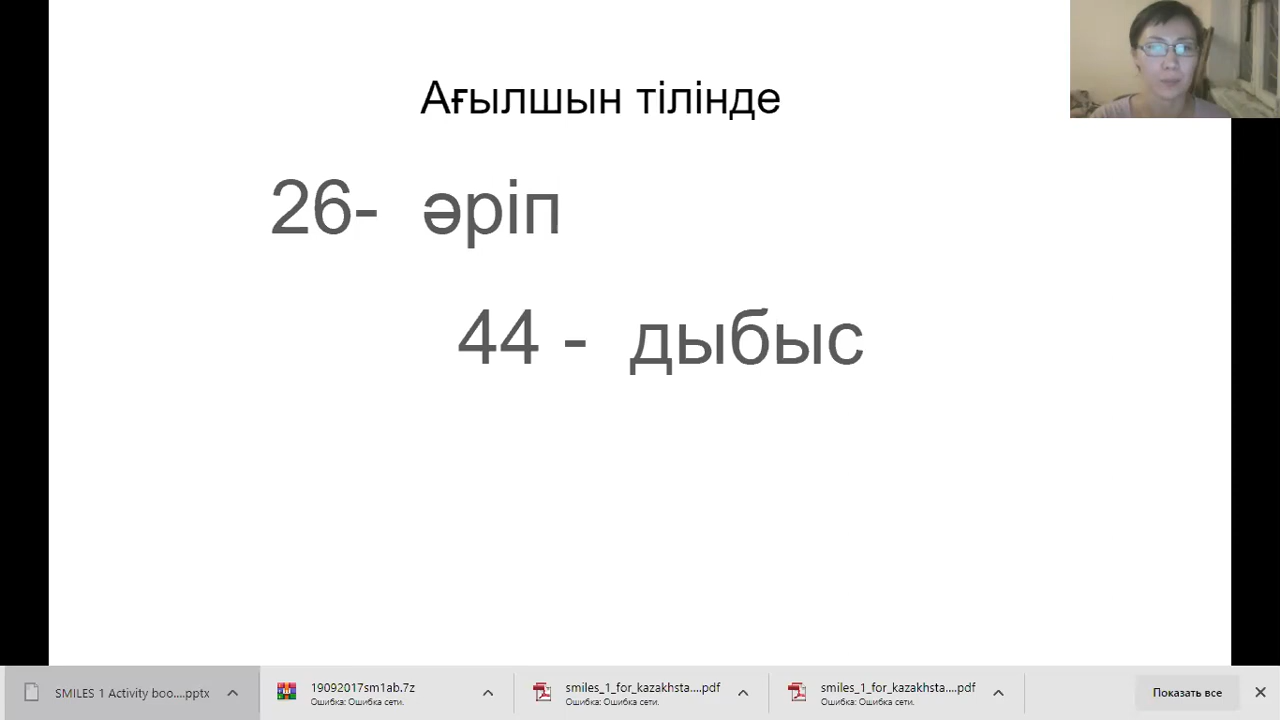 Ағылшын тілінде
26- әріп
44 - дыбыс
SMILES 1 Activity boo....pptx
19092017sm1ab.7z
Ошибка: Ошибка сети.
smiles_1_for_kazakhsta....pdf
Ошибка: Ошибка сети.
smiles_1_for_kazakhsta....pdf
Ошибка: Ошибка сети.
Показать все